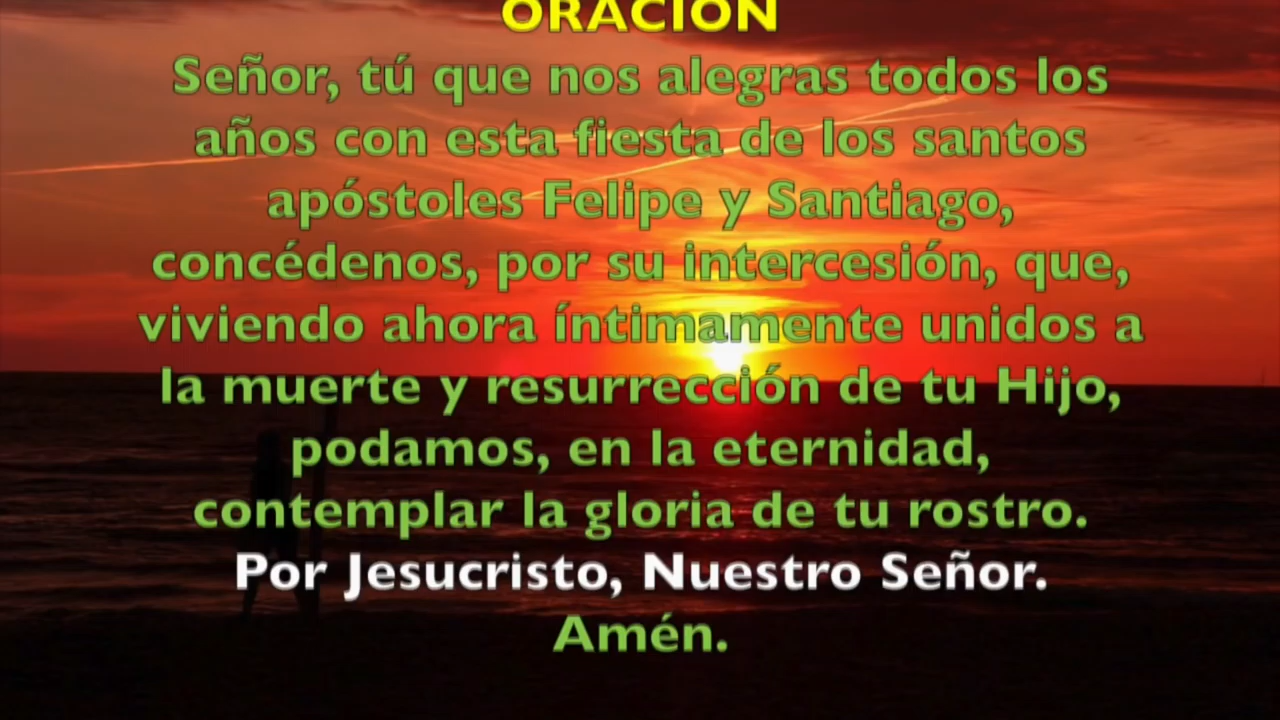 ORACIÓN
Señor, tú que nos alegras todos los
años con esta fiesta de los santos
apóstoles Felipe y Santiago,
concédenos, por su intercesión, que,
viviendo ahora íntimamente unidos a
la muerte y resurrección de tu Hijo,
podamos, en la eternidad,
contemplar la gloria de tu rostro.
Por Jesucristo, Nuestro Señor.
Amén.